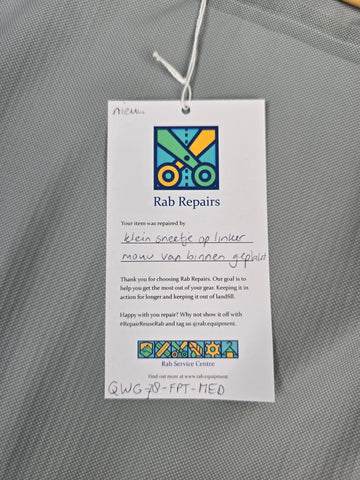 nieuw
Rab Repairs
Your item was repaired by
klein sneetje op linker
mouw van binnen geplakt
Thank you for choosing Rab Repairs. Our goal is to
help you get the most out of your gear. Keeping it in
action for longer and keeping it out of landfill.
Happy with you repair? Why not show it off with
#RepairReuseRab and tag us @rab.equipment.
Rab Service Centre
Find out more at www.rab.equipment
QWG-78-FPT-MED